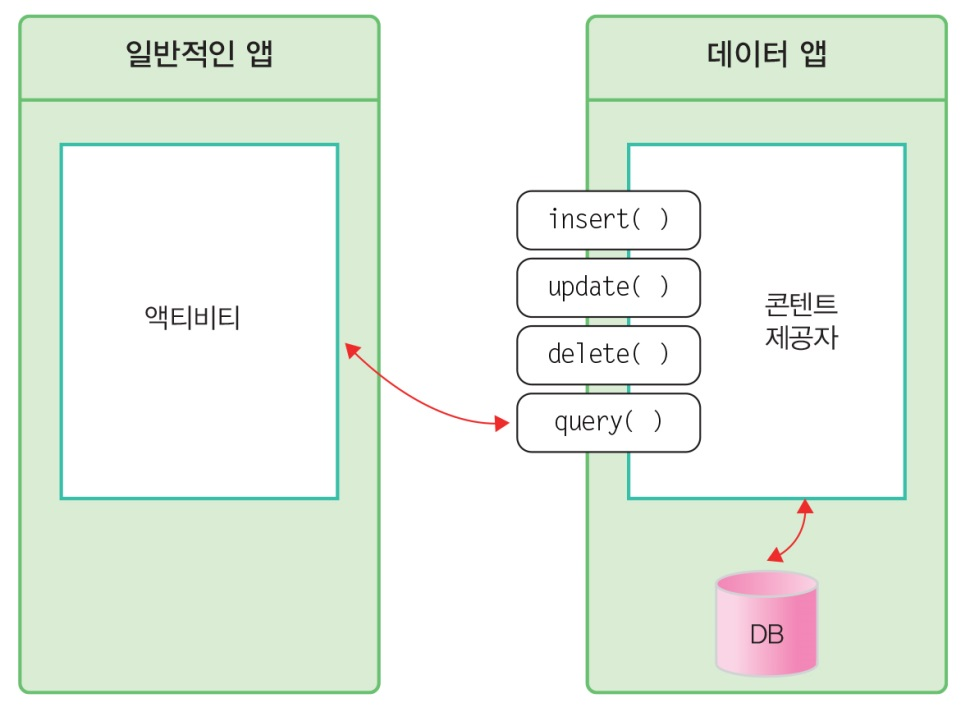 일반적인 앱
데이터 앱
액티비티
insert( )
update( )
delete( )
query( )
콘텐트
제공자
DB